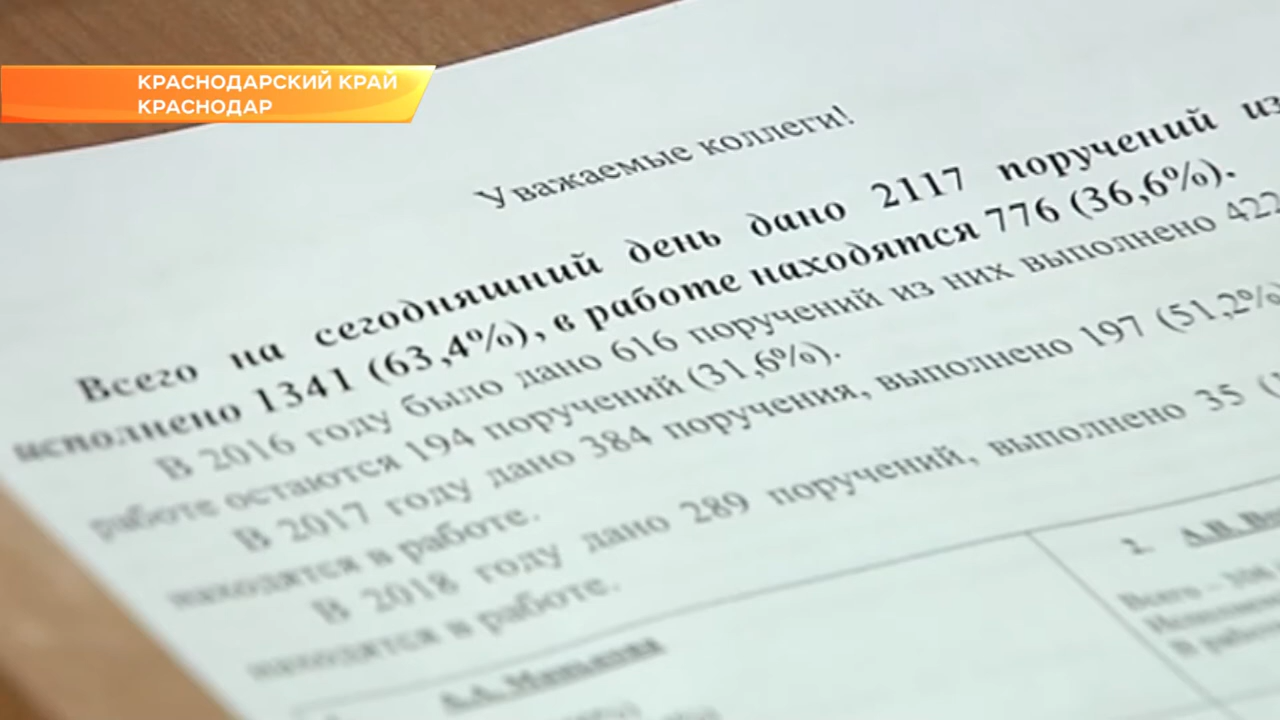 КРАСНОДАРСКИЙ КРАЙ
КРАСНОДАР
Уважаемые коллеги!
Всего на сегодняшний день дано 2117 поручений из
исполнено 1341 (63,4%), в работе находятся 776 (36,6%).
В 2016 году было дано 616 поручений из них выполнено 422
работе остаются 194 поручений (31,6%).
В 2017 году дано 384 поручения, выполнено 197 (51,2%)
находятся в работе.
В 2018 году дано 289 поручений, выполнено 35 (
находятся в работе.
А.А.
2. А.Н.
Всего – 108
В работе